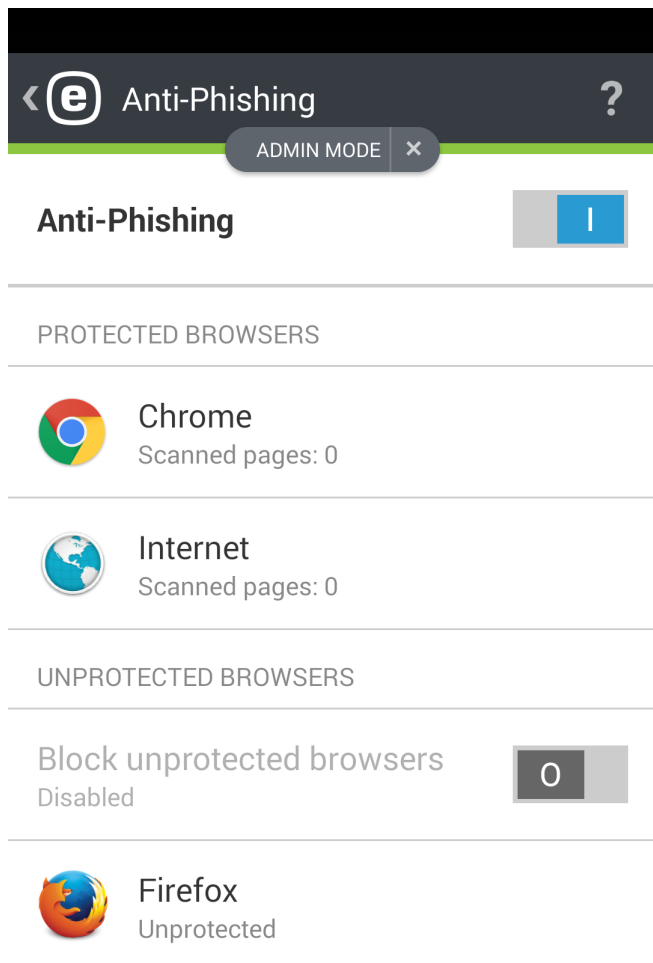 e Anti-Phishing ?
ADMIN MODE ×
Anti-Phishing I
PROTECTED BROWSERS
Chrome
Scanned pages: 0
Internet
Scanned pages: 0
UNPROTECTED BROWSERS
Block unprotected browsers O
Disabled
Firefox
Unprotected